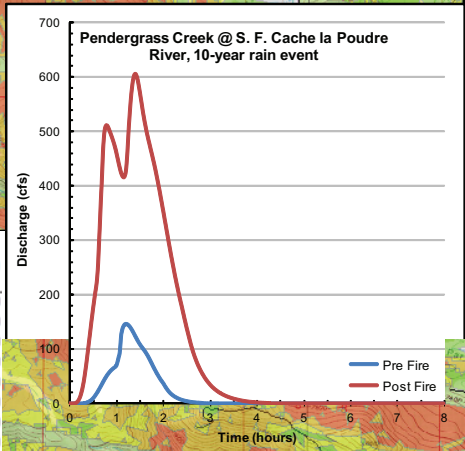 Pendergrass Creek @ S. F. Cache la Poudre
River, 10-year rain event
Discharge (cfs)
700
600
500
400
300
200
100
0
0 1 2 3 4 5 6 7 8
Time (hours)
Pre Fire
Post Fire